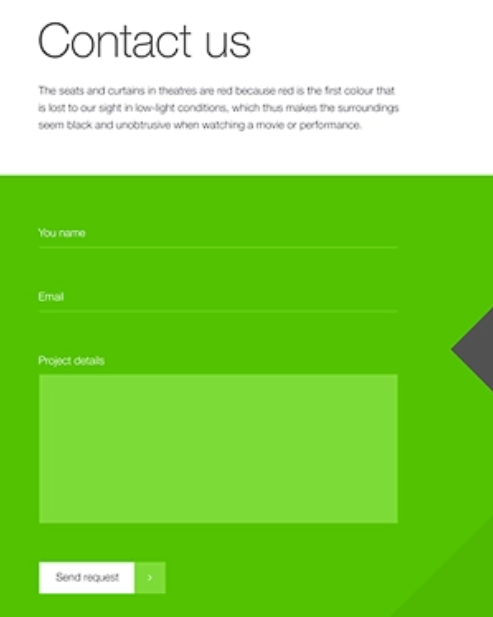 Contact us
The seats and curtains in theatres are red because red is the first colour that
is lost to our sight in low-light conditions, which thus makes the surroundings
seem black and unobtrusive when watching a movie or performance.
You name
Email
Project details
Send request >